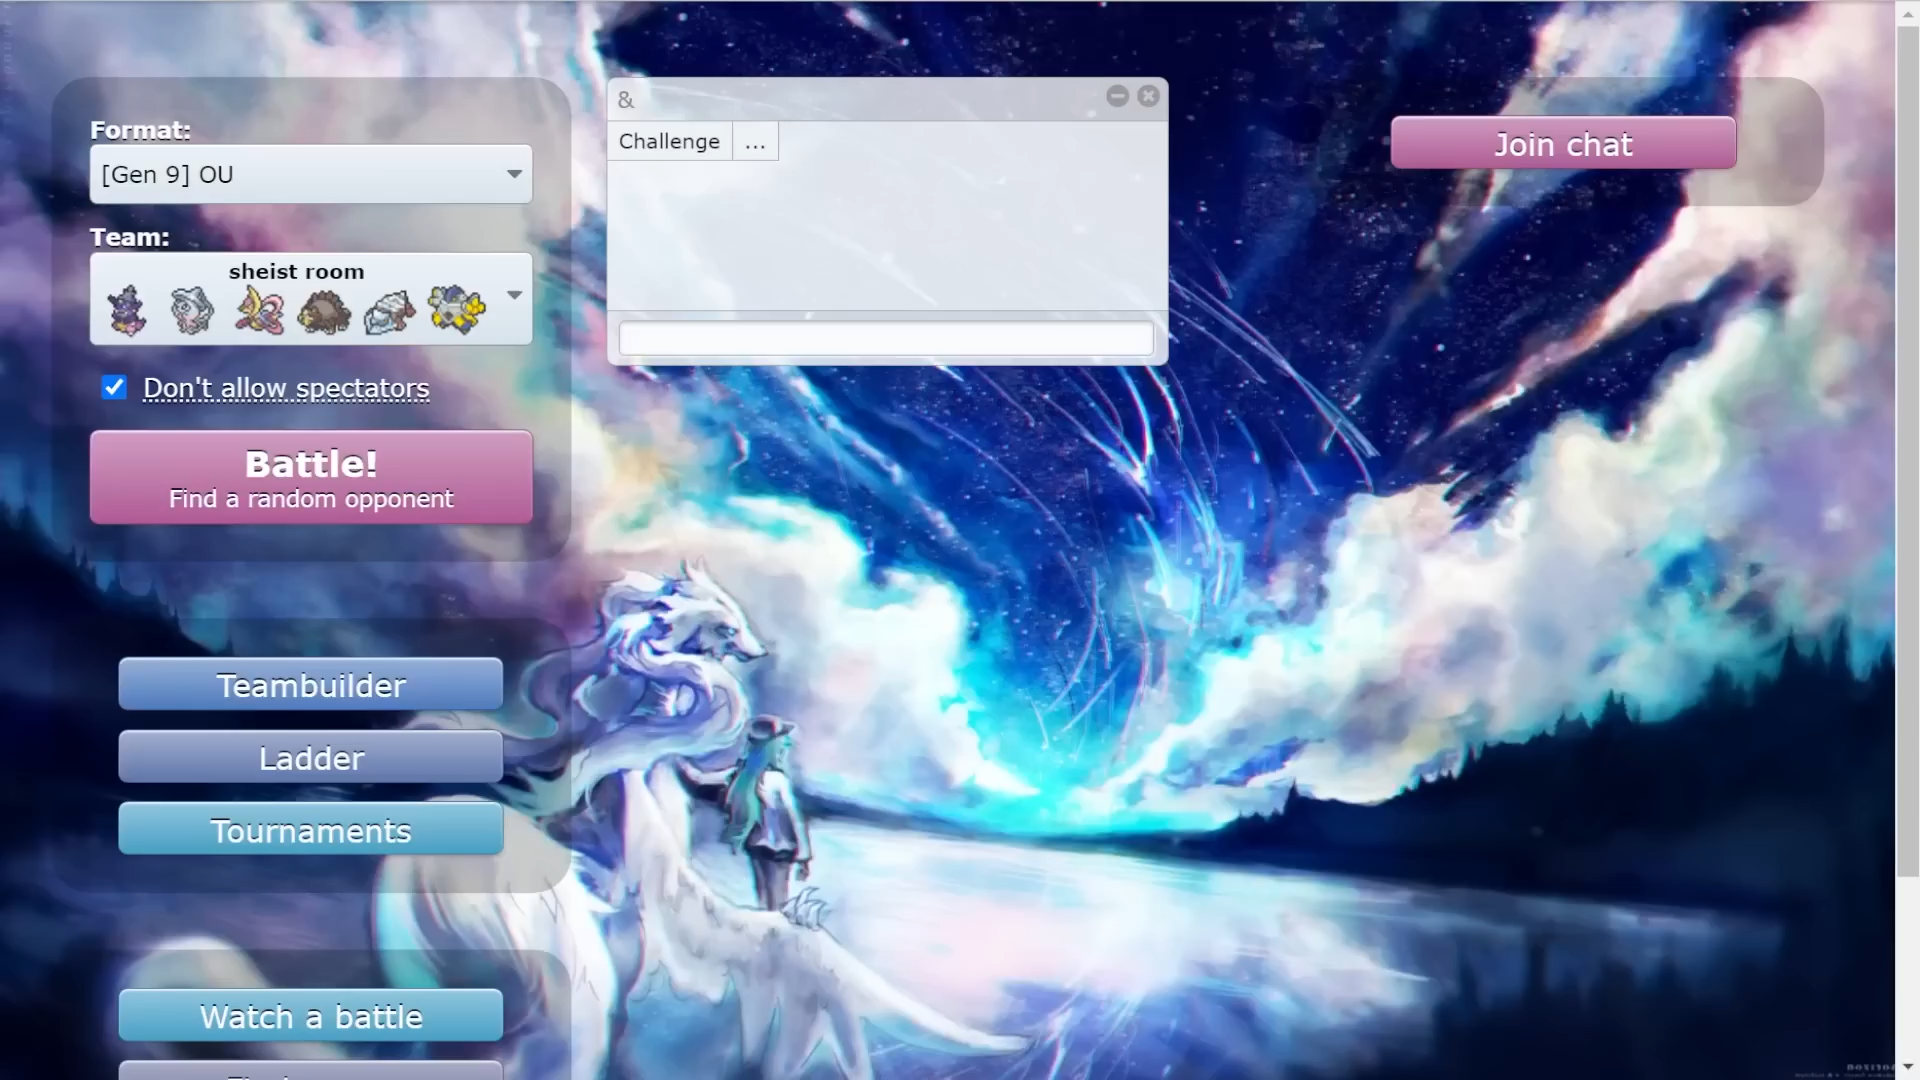 Format:
[Gen 9] OU
Team:
sheist room
Don't allow spectators
Battle!
Find a random opponent
Teambuilder
Ladder
Tournaments
Watch a battle
&
Challenge
...
Join chat